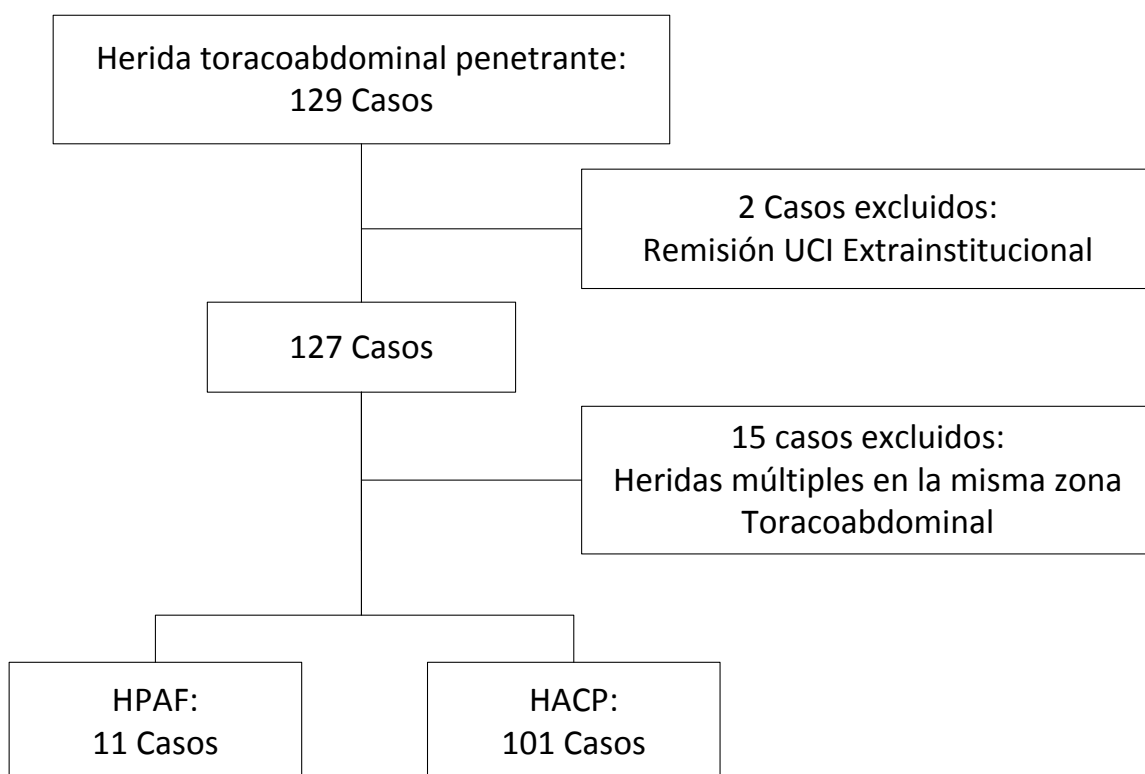 Herida toracoabdominal penetrante:
129 Casos
2 Casos excluidos:
Remisión UCI Extrainstitucional
127 Casos
15 casos excluidos:
Heridas múltiples en la misma zona
Toracoabdominal
HPAF:
11 Casos
HACP:
101 Casos